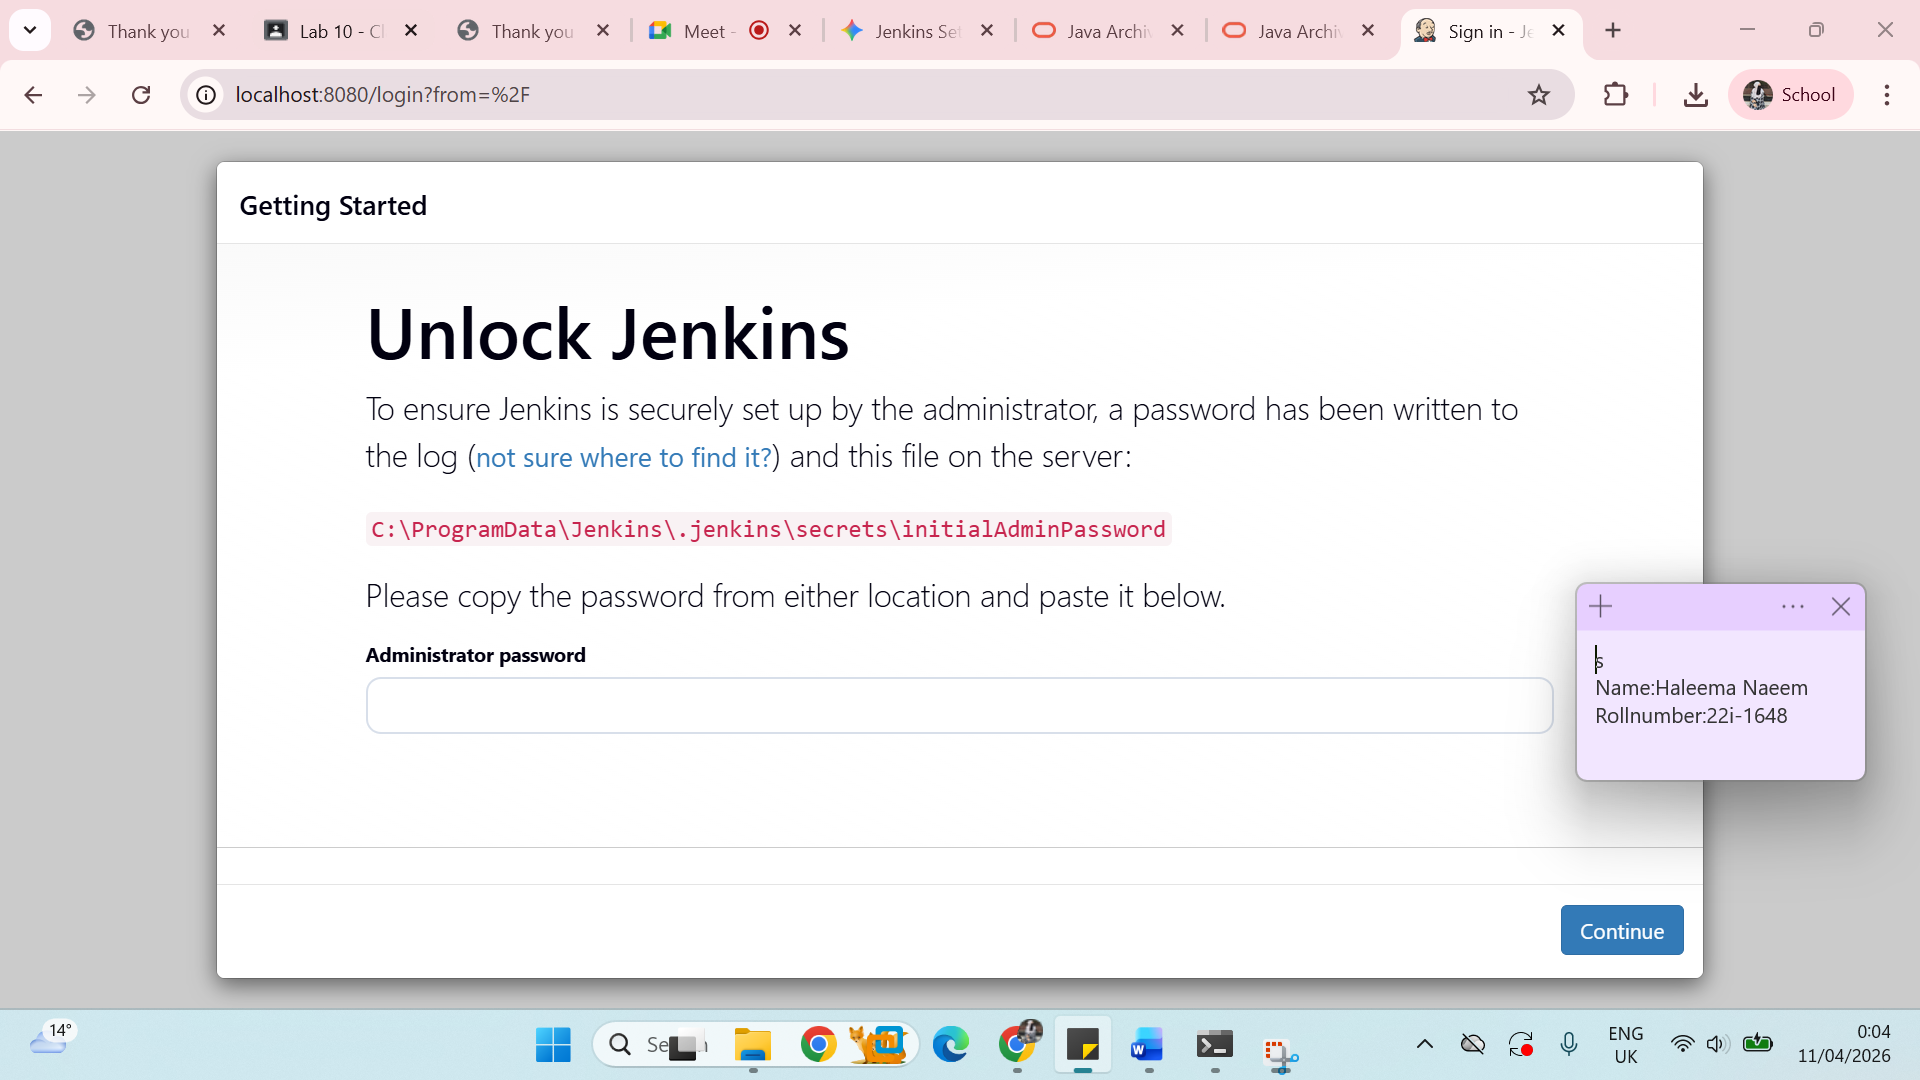 Thank you
Lab 10 - Cl
Thank you
Meet -
Jenkins Set
Java Archiv
Java Archiv
Sign in - Je
localhost:8080/login?from=%2F
School
Getting Started
Unlock Jenkins
To ensure Jenkins is securely set up by the administrator, a password has been written to
the log (not sure where to find it?) and this file on the server:
C:\ProgramData\Jenkins\.jenkins\secrets\initialAdminPassword
Please copy the password from either location and paste it below.
Administrator password
s
Name:Haleema Naeem
Rollnumber:22i-1648
Continue
14°
ENG
UK
0:04
11/04/2026